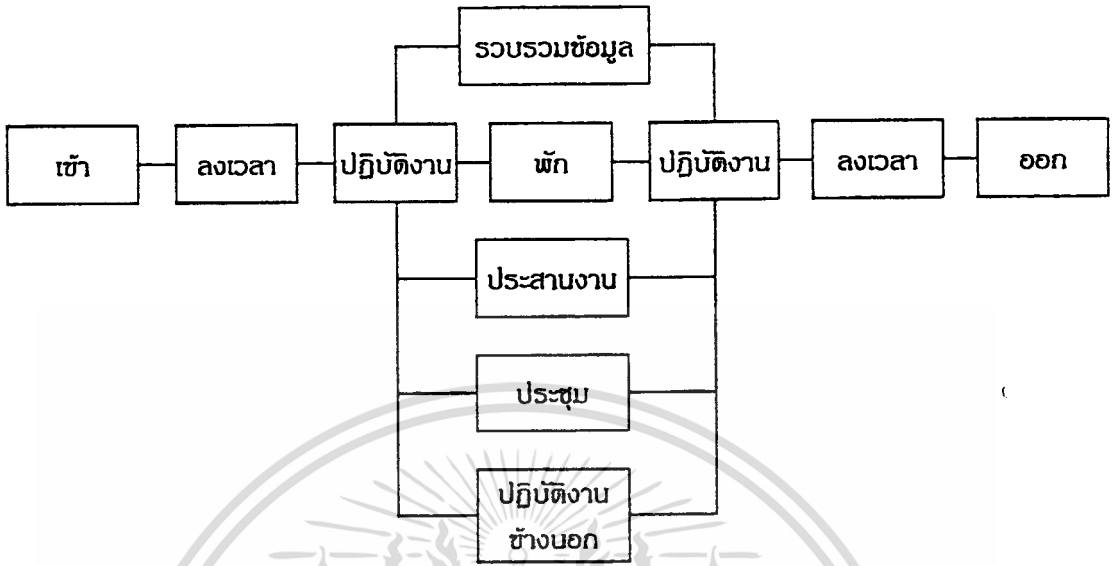 รวบรวมข้อมูล
เข้า
ลงเวลา
ปฏิบัติงาน
พัก
ปฏิบัติงาน
ลงเวลา
ออก
ประสานงาน
ประชุม
ปฏิบัติงาน
ข้างนอก